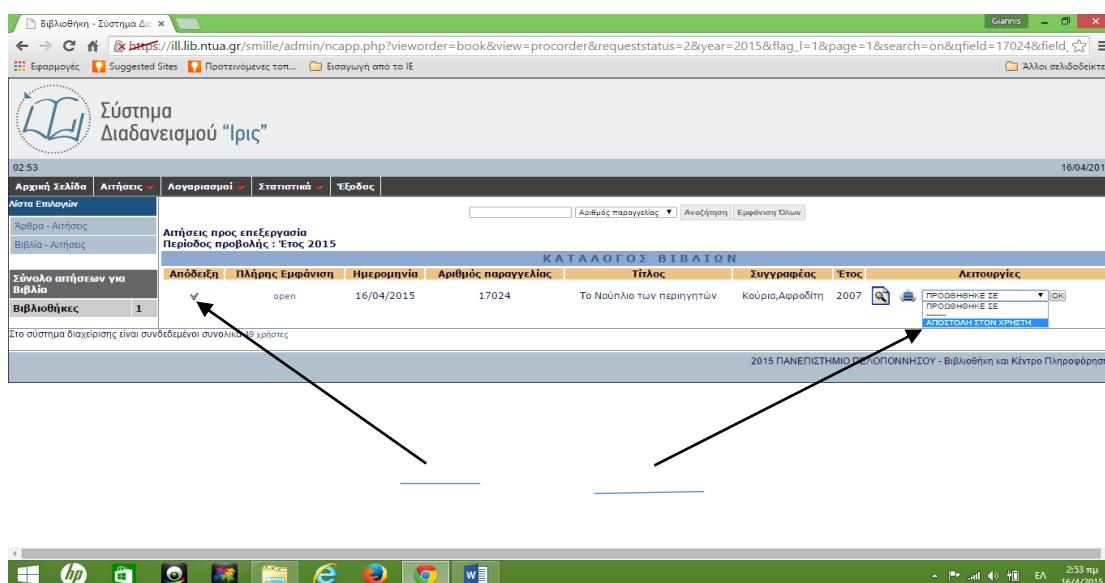 Βιβλιοθήκη - Σύστημα Δια
Giannis
https://ill.lib.ntua.gr/smille/admin/ncapp.php?vieworder=book&view=procorder&requeststatus=2&year=2015&flag_l=1&page=1&search=on&qfield=17024&field_
Εφαρμογές Suggested Sites Προτεινόμενες τοπ... Εισαγωγή από το IE Άλλοι σελιδοδείκτε
Σύστημα
Διαδανεισμού “Ιρις”
02:53 16/04/201
Αρχική Σελίδα Αιτήσεις Λογαριασμοί Στατιστικά Έξοδος
Λίστα Επιλογών
Άρθρα - Αιτήσεις
Βιβλία - Αιτήσεις
Σύνολο αιτήσεων για Βιβλία
Βιβλιοθήκες 1
Αριθμός παραγγελίας Αναζήτηση Εμφάνιση Όλων
Αιτήσεις προς επεξεργασία
Περίοδος προβολής : Έτος 2015
ΚΑΤΑΛΟΓΟΣ ΒΙΒΛΙΩΝ
Απόδειξη Πλήρης Εμφάνιση Ημερομηνία Αριθμός παραγγελίας Τίτλος Συγγραφέας Έτος Λειτουργίες
open 16/04/2015 17024 Το Ναύπλιο των περιηγητών Κούρια,Αφροδίτη 2007 ΠΡΟΩΘΗΘΗΚΕ ΣΕ OK
ΠΡΟΩΘΗΘΗΚΕ ΣΕ
--------
ΑΠΟΣΤΟΛΗ ΣΤΟΝ ΧΡΗΣΤΗ
Στο σύστημα διαχείρισης είναι συνδεδεμένοι συνολικά 49 χρήστες
2015 ΠΑΝΕΠΙΣΤΗΜΙΟ ΠΕΛΟΠΟΝΝΗΣΟΥ - Βιβλιοθήκη και Κέντρο Πληροφόρησ
hp
ΕΛ
2:53 πμ
16/4/2015